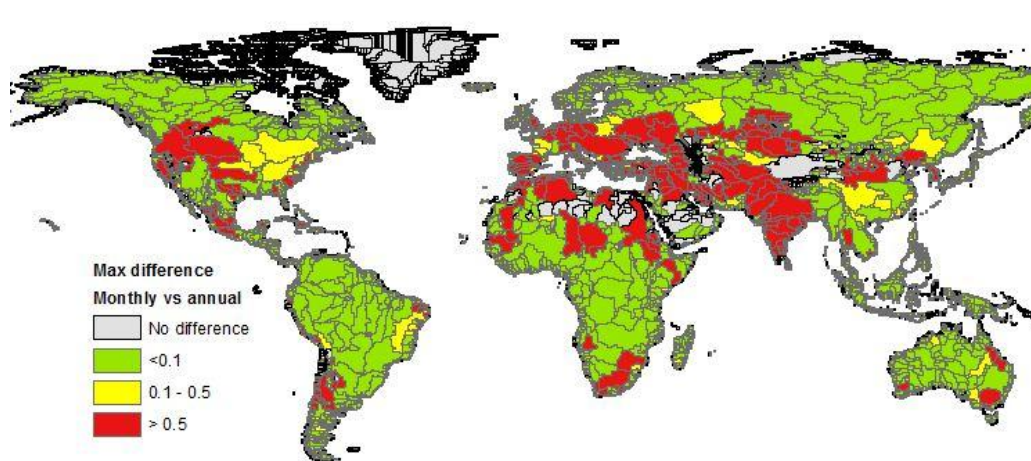 Max difference
Monthly vs annual
No difference
<0.1
0.1 - 0.5
> 0.5